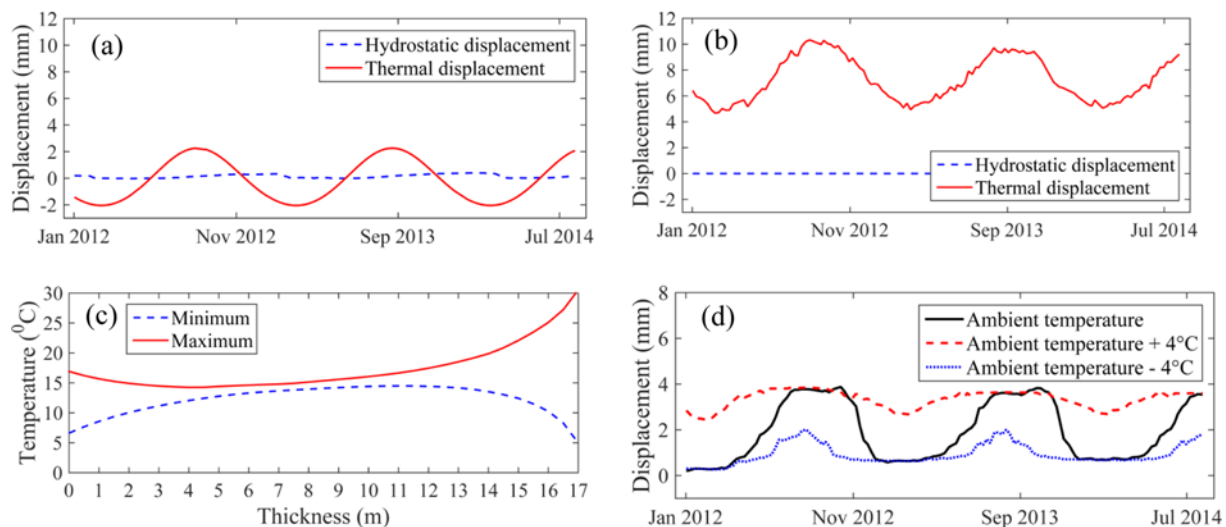 (a)
Hydrostatic displacement
Thermal displacement
Displacement (mm)
12
10
8
6
4
2
0
-2
Jan 2012 Nov 2012 Sep 2013 Jul 2014
(b)
Hydrostatic displacement
Thermal displacement
Displacement (mm)
12
10
8
6
4
2
0
-2
Jan 2012 Nov 2012 Sep 2013 Jul 2014
(c)
Minimum
Maximum
Temperature (⁰C)
30
25
20
15
10
5
0
0 1 2 3 4 5 6 7 8 9 10 11 12 13 14 15 16 17
Thickness (m)
(d)
Ambient temperature
Ambient temperature + 4°C
Ambient temperature - 4°C
Displacement (mm)
8
6
4
2
0
Jan 2012 Nov 2012 Sep 2013 Jul 2014